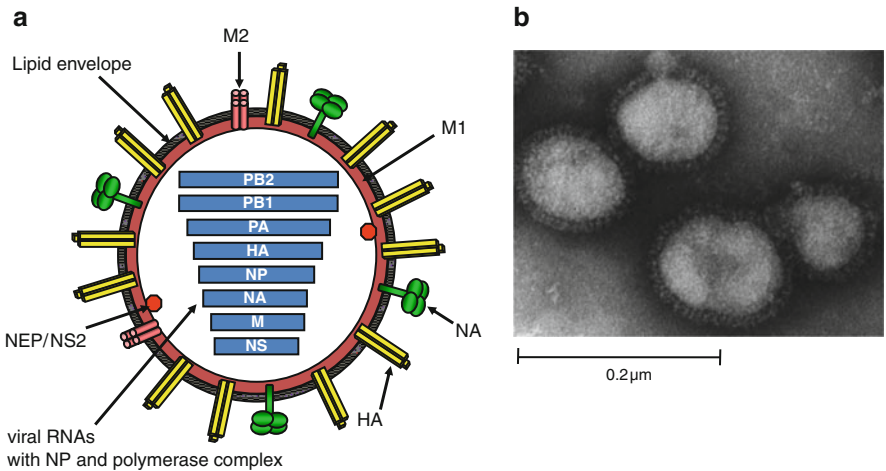 a
M2
Lipid envelope
M1
PB2
PB1
PA
HA
NP
NA
M
NS
NEP/NS2
NA
HA
viral RNAs
with NP and polymerase complex
b
0.2 µm